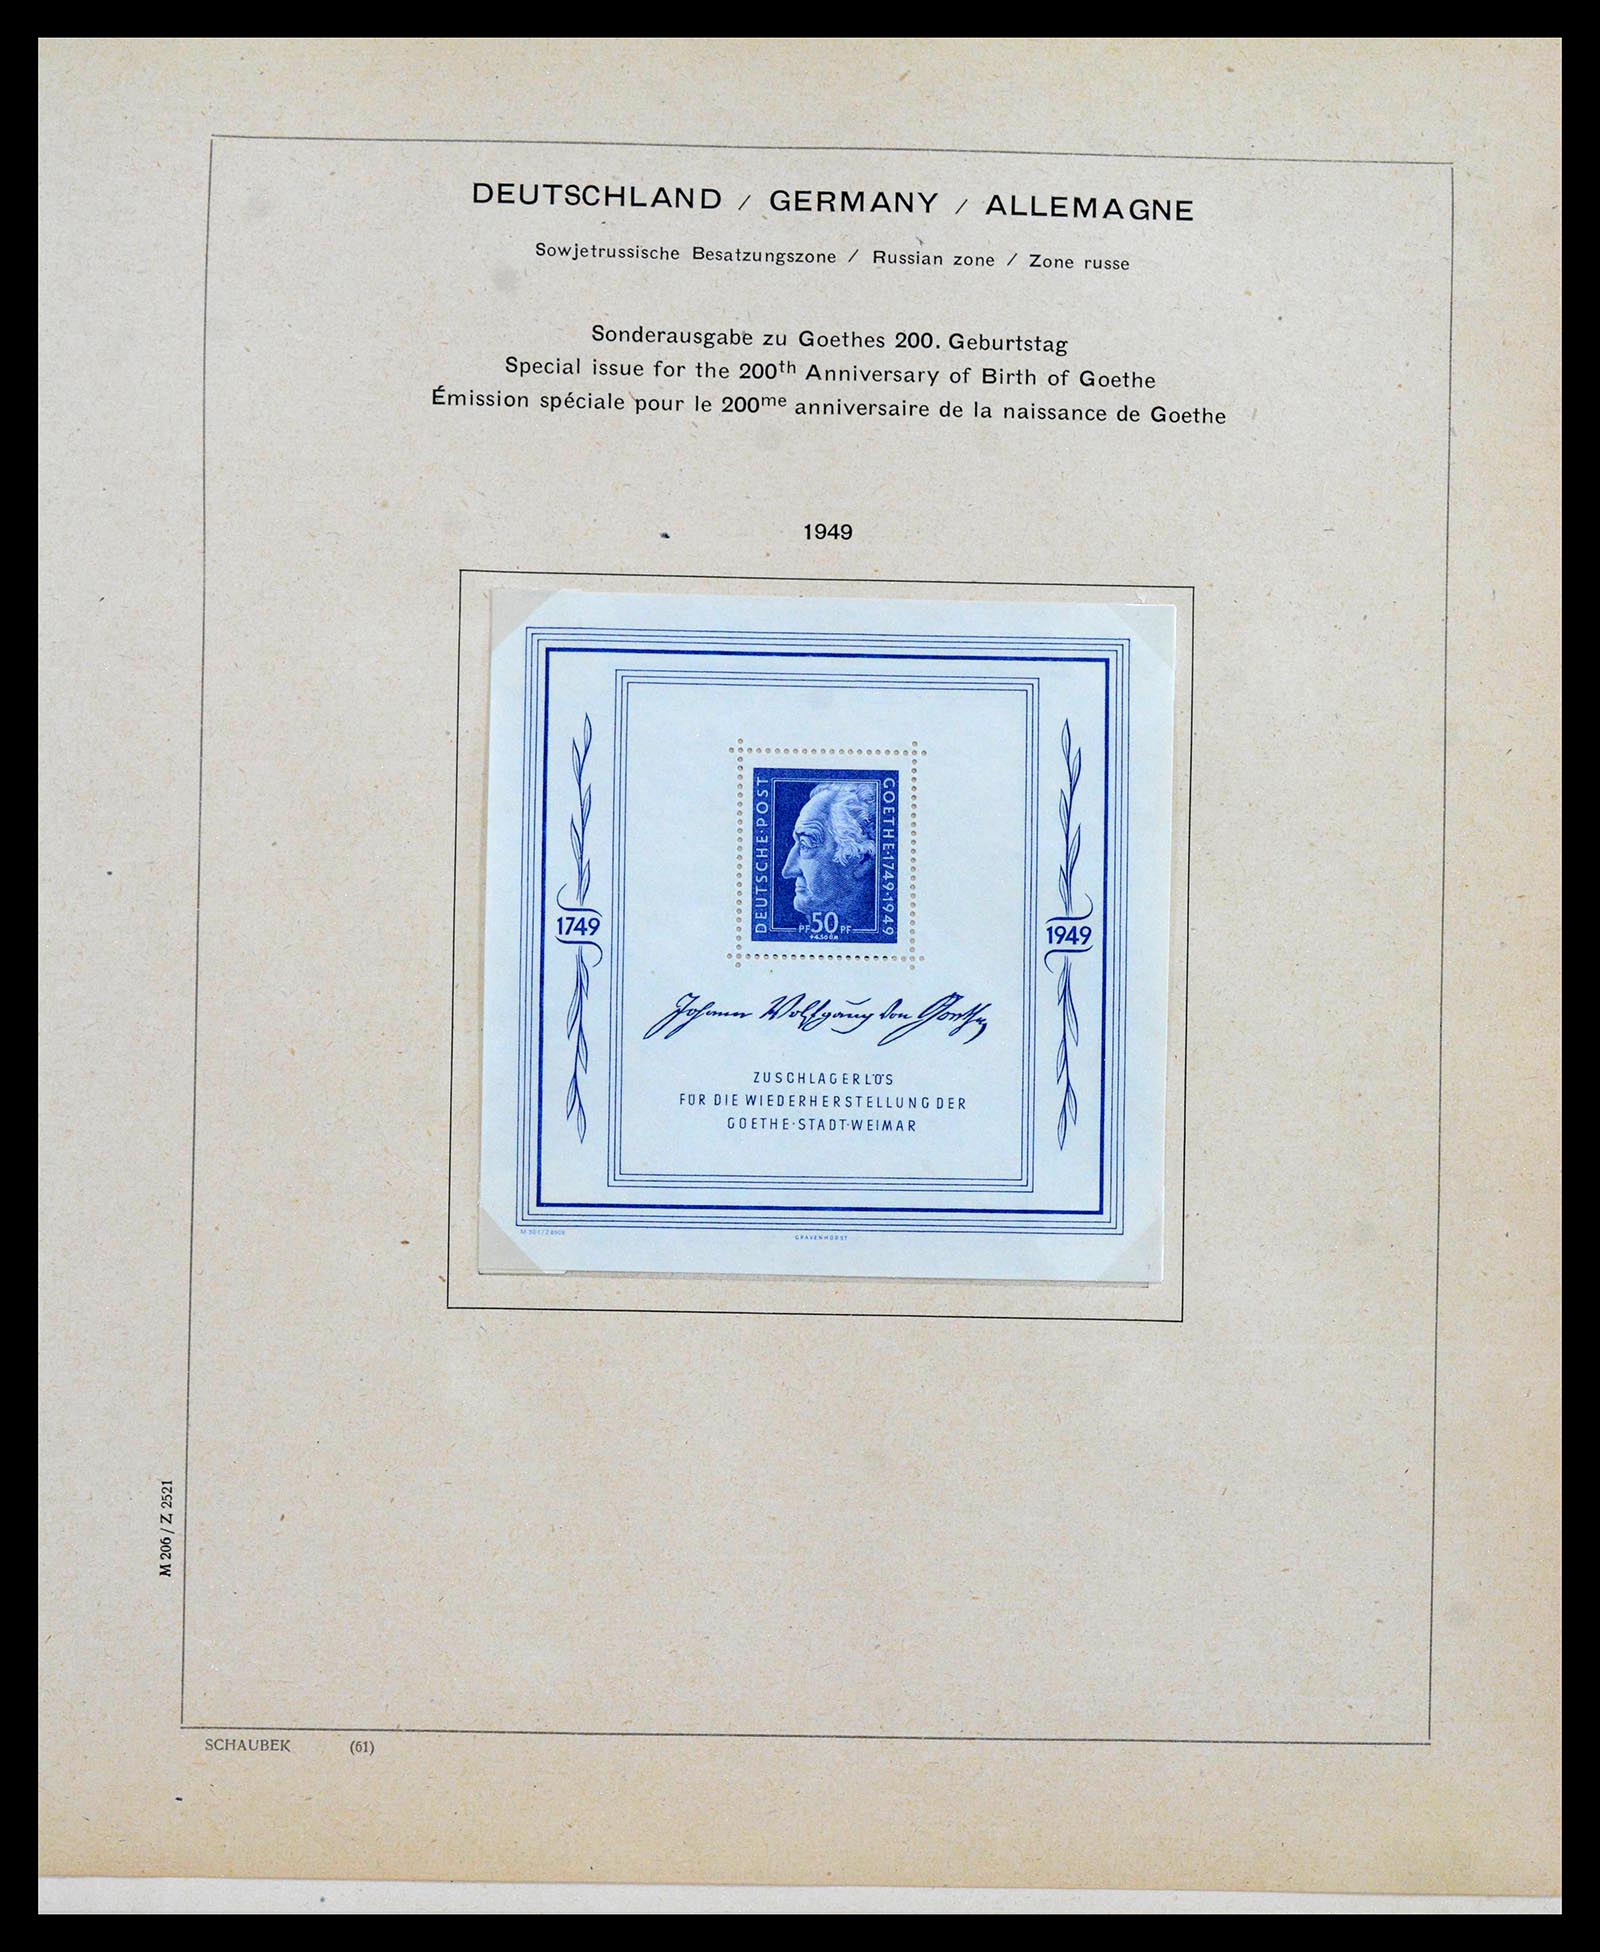 DEUTSCHLAND / GERMANY / ALLEMAGNE
Sowjetrussische Besatzungszone / Russian zone / Zone russe
Sonderausgabe zu Goethes 200. Geburtstag
Special issue for the 200th Anniversary of Birth of Goethe
Émission spéciale pour le 200me anniversaire de la naissance de Goethe
1949
DEUTSCHE·POST
GOETHE·1749·1949
PF 50 PF
1749
1949
Johann Wolfgang von Goethe
ZUSCHLAGERLÖS
FÜR DIE WIEDERHERSTELLUNG DER
GOETHE·STADT·WEIMAR
GRAVENHORST
M 206 / Z 2521
SCHAUBEK (61)